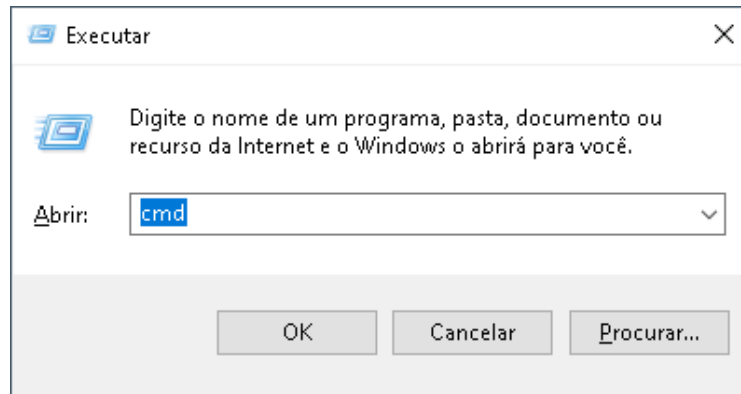 Executar
Digite o nome de um programa, pasta, documento ou
recurso da Internet e o Windows o abrirá para você.
Abrir: cmd
OK Cancelar Procurar...